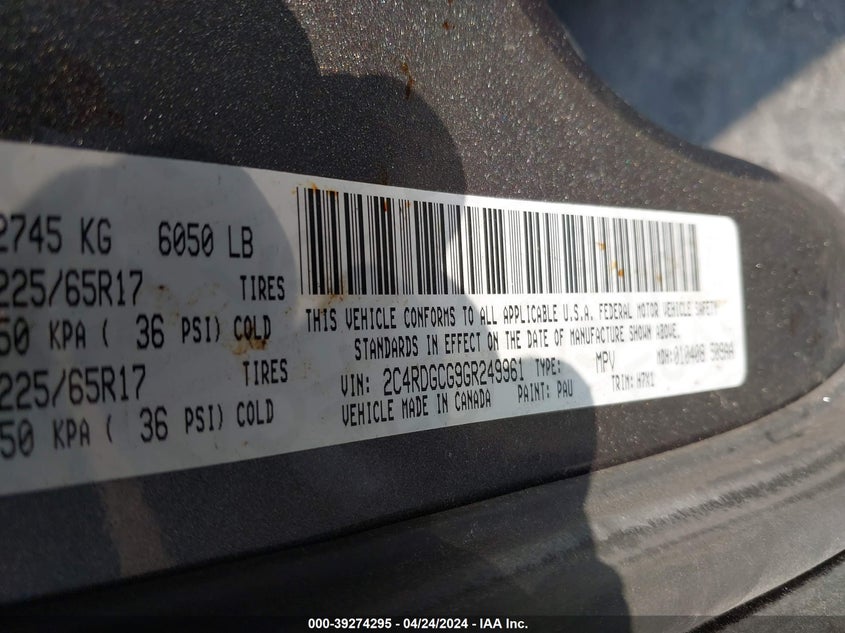 2745 KG 6050 LB
225/65R17 TIRES
50 KPA ( 36 PSI) COLD
225/65R17
50 KPA ( 36 PSI) COLD
THIS VEHICLE CONFORMS TO ALL APPLICABLE U.S.A. FEDERAL MOTOR VEHICLE SAFETY
STANDARDS IN EFFECT ON THE DATE OF MANUFACTURE SHOWN ABOVE.
VIN: 2C4RDGCG9GR249961 TYPE: MPV MDH:
VEHICLE MADE IN CANADA PAINT: PAU TRIM:
000-39274295 - 04/24/2024 - IAA Inc.